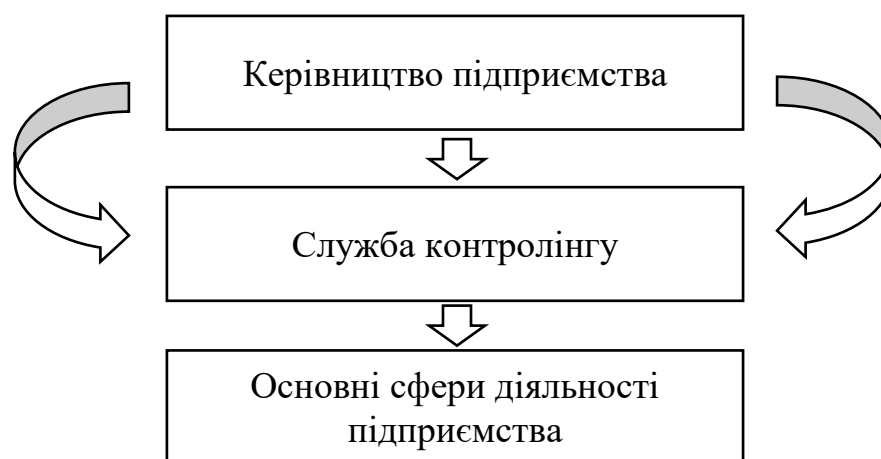 Керівництво підприємства
Служба контролінгу
Основні сфери діяльності
підприємства